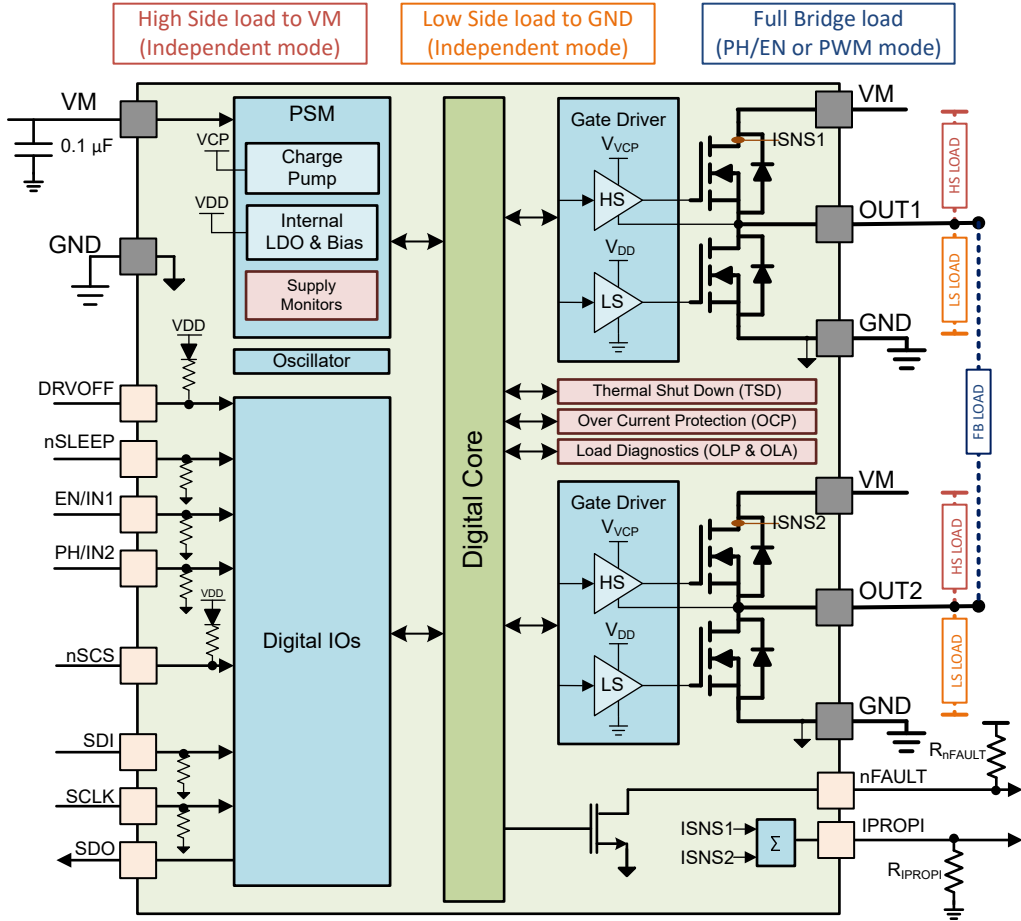 High Side load to VM
(Independent mode)
Low Side load to GND
(Independent mode)
Full Bridge load
(PH/EN or PWM mode)
VM
0.1 µF
GND
PSM
VCP
Charge
Pump
VDD
Internal
LDO & Bias
Supply
Monitors
Oscillator
VDD
DRVOFF
nSLEEP
EN/IN1
PH/IN2
VDD
nSCS
SDI
SCLK
SDO
Digital IOs
Digital Core
Gate Driver
VVCP
HS
VDD
LS
ISNS1
VM
OUT1
GND
HS LOAD
LS LOAD
FB LOAD
Thermal Shut Down (TSD)
Over Current Protection (OCP)
Load Diagnostics (OLP & OLA)
Gate Driver
VVCP
HS
VDD
LS
ISNS2
VM
OUT2
GND
HS LOAD
LS LOAD
RnFAULT
nFAULT
ISNS1
ISNS2
Σ
IPROPI
RIPROPI